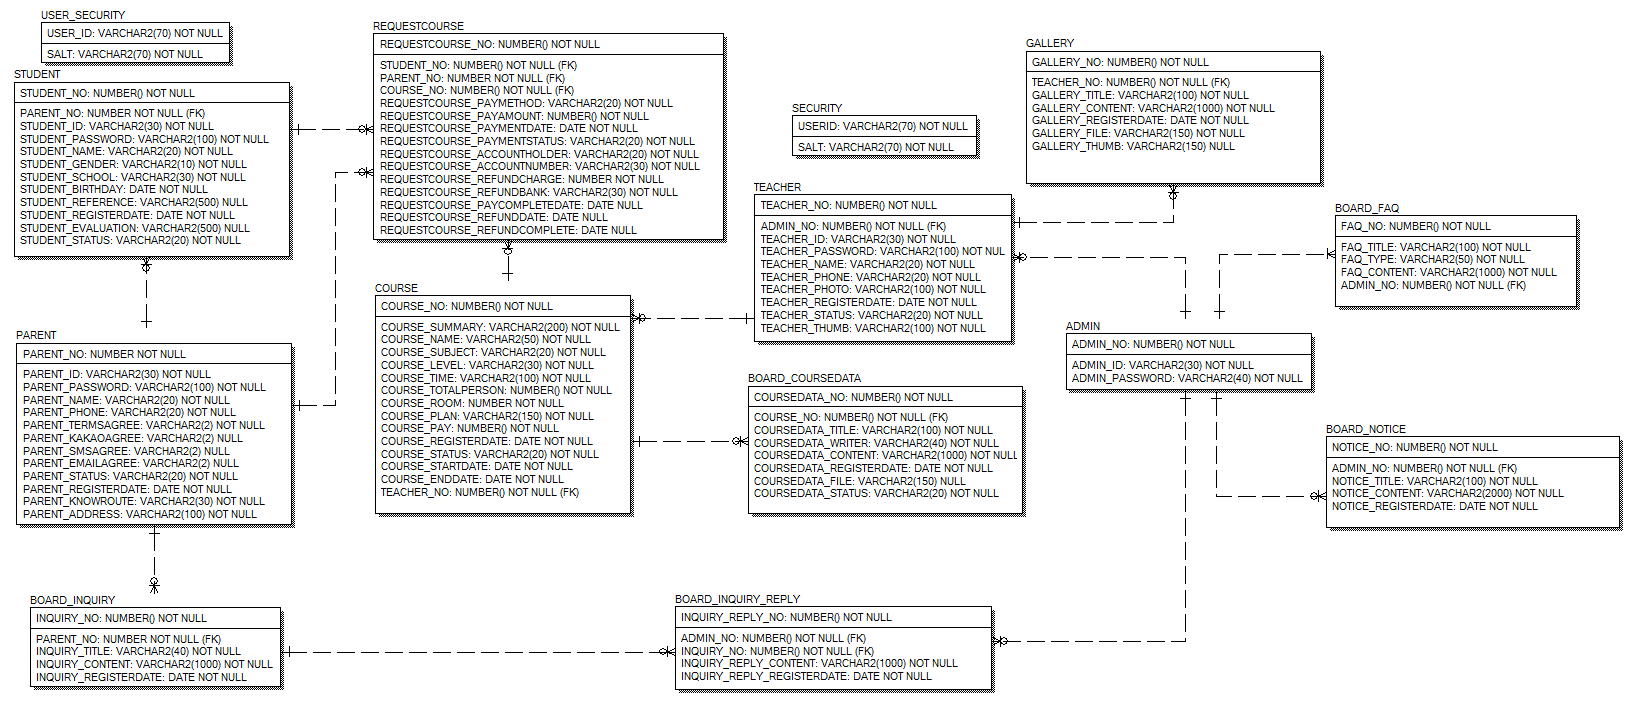 USER_SECURITY
USER_ID: VARCHAR2(70) NOT NULL
SALT: VARCHAR2(70) NOT NULL
STUDENT
STUDENT_NO: NUMBER() NOT NULL
PARENT_NO: NUMBER NOT NULL (FK)
STUDENT_ID: VARCHAR2(30) NOT NULL
STUDENT_PASSWORD: VARCHAR2(100) NOT NULL
STUDENT_NAME: VARCHAR2(20) NOT NULL
STUDENT_GENDER: VARCHAR2(10) NOT NULL
STUDENT_SCHOOL: VARCHAR2(30) NOT NULL
STUDENT_BIRTHDAY: DATE NOT NULL
STUDENT_REFERENCE: VARCHAR2(500) NULL
STUDENT_REGISTERDATE: DATE NOT NULL
STUDENT_EVALUATION: VARCHAR2(500) NULL
STUDENT_STATUS: VARCHAR2(20) NOT NULL
PARENT
PARENT_NO: NUMBER NOT NULL
PARENT_ID: VARCHAR2(30) NOT NULL
PARENT_PASSWORD: VARCHAR2(100) NOT NULL
PARENT_NAME: VARCHAR2(20) NOT NULL
PARENT_PHONE: VARCHAR2(20) NOT NULL
PARENT_TERMSAGREE: VARCHAR2(2) NOT NULL
PARENT_KAKAOAGREE: VARCHAR2(2) NULL
PARENT_SMSAGREE: VARCHAR2(2) NULL
PARENT_EMAILAGREE: VARCHAR2(2) NULL
PARENT_STATUS: VARCHAR2(20) NOT NULL
PARENT_REGISTERDATE: DATE NOT NULL
PARENT_KNOWROUTE: VARCHAR2(30) NOT NULL
PARENT_ADDRESS: VARCHAR2(100) NOT NULL
BOARD_INQUIRY
INQUIRY_NO: NUMBER() NOT NULL
PARENT_NO: NUMBER NOT NULL (FK)
INQUIRY_TITLE: VARCHAR2(40) NOT NULL
INQUIRY_CONTENT: VARCHAR2(1000) NOT NULL
INQUIRY_REGISTERDATE: DATE NOT NULL
REQUESTCOURSE
REQUESTCOURSE_NO: NUMBER() NOT NULL
STUDENT_NO: NUMBER() NOT NULL (FK)
PARENT_NO: NUMBER NOT NULL (FK)
COURSE_NO: NUMBER() NOT NULL (FK)
REQUESTCOURSE_PAYMETHOD: VARCHAR2(20) NOT NULL
REQUESTCOURSE_PAYAMOUNT: NUMBER() NOT NULL
REQUESTCOURSE_PAYMENTDATE: DATE NOT NULL
REQUESTCOURSE_PAYMENTSTATUS: VARCHAR2(20) NOT NULL
REQUESTCOURSE_ACCOUNTHOLDER: VARCHAR2(20) NOT NULL
REQUESTCOURSE_ACCOUNTNUMBER: VARCHAR2(30) NOT NULL
REQUESTCOURSE_REFUNDCHARGE: NUMBER NOT NULL
REQUESTCOURSE_REFUNDBANK: VARCHAR2(30) NOT NULL
REQUESTCOURSE_PAYCOMPLETEDATE: DATE NULL
REQUESTCOURSE_REFUNDDATE: DATE NULL
REQUESTCOURSE_REFUNDCOMPLETE: DATE NULL
COURSE
COURSE_NO: NUMBER() NOT NULL
COURSE_SUMMARY: VARCHAR2(200) NOT NULL
COURSE_NAME: VARCHAR2(50) NOT NULL
COURSE_SUBJECT: VARCHAR2(20) NOT NULL
COURSE_LEVEL: VARCHAR2(30) NOT NULL
COURSE_TIME: VARCHAR2(100) NOT NULL
COURSE_TOTALPERSON: NUMBER() NOT NULL
COURSE_ROOM: NUMBER NOT NULL
COURSE_PLAN: VARCHAR2(150) NOT NULL
COURSE_PAY: NUMBER() NOT NULL
COURSE_REGISTERDATE: DATE NOT NULL
COURSE_STATUS: VARCHAR2(20) NOT NULL
COURSE_STARTDATE: DATE NOT NULL
COURSE_ENDDATE: DATE NOT NULL
TEACHER_NO: NUMBER() NOT NULL (FK)
SECURITY
USERID: VARCHAR2(70) NOT NULL
SALT: VARCHAR2(70) NOT NULL
TEACHER
TEACHER_NO: NUMBER() NOT NULL
ADMIN_NO: NUMBER() NOT NULL (FK)
TEACHER_ID: VARCHAR2(30) NOT NULL
TEACHER_PASSWORD: VARCHAR2(100) NOT NULL
TEACHER_NAME: VARCHAR2(20) NOT NULL
TEACHER_PHONE: VARCHAR2(20) NOT NULL
TEACHER_PHOTO: VARCHAR2(100) NOT NULL
TEACHER_REGISTERDATE: DATE NOT NULL
TEACHER_STATUS: VARCHAR2(20) NOT NULL
TEACHER_THUMB: VARCHAR2(100) NOT NULL
BOARD_COURSEDATA
COURSEDATA_NO: NUMBER() NOT NULL
COURSE_NO: NUMBER() NOT NULL (FK)
COURSEDATA_TITLE: VARCHAR2(100) NOT NULL
COURSEDATA_WRITER: VARCHAR2(40) NOT NULL
COURSEDATA_CONTENT: VARCHAR2(1000) NOT NULL
COURSEDATA_REGISTERDATE: DATE NOT NULL
COURSEDATA_FILE: VARCHAR2(150) NULL
COURSEDATA_STATUS: VARCHAR2(20) NOT NULL
BOARD_INQUIRY_REPLY
INQUIRY_REPLY_NO: NUMBER() NOT NULL
ADMIN_NO: NUMBER() NOT NULL (FK)
INQUIRY_NO: NUMBER() NOT NULL (FK)
INQUIRY_REPLY_CONTENT: VARCHAR2(1000) NOT NULL
INQUIRY_REPLY_REGISTERDATE: DATE NOT NULL
GALLERY
GALLERY_NO: NUMBER() NOT NULL
TEACHER_NO: NUMBER() NOT NULL (FK)
GALLERY_TITLE: VARCHAR2(100) NOT NULL
GALLERY_CONTENT: VARCHAR2(1000) NOT NULL
GALLERY_REGISTERDATE: DATE NOT NULL
GALLERY_FILE: VARCHAR2(150) NULL
GALLERY_THUMB: VARCHAR2(150) NULL
ADMIN
ADMIN_NO: NUMBER() NOT NULL
ADMIN_ID: VARCHAR2(30) NOT NULL
ADMIN_PASSWORD: VARCHAR2(40) NOT NULL
BOARD_FAQ
FAQ_NO: NUMBER() NOT NULL
FAQ_TITLE: VARCHAR2(100) NOT NULL
FAQ_TYPE: VARCHAR2(50) NOT NULL
FAQ_CONTENT: VARCHAR2(1000) NOT NULL
ADMIN_NO: NUMBER() NOT NULL (FK)
BOARD_NOTICE
NOTICE_NO: NUMBER() NOT NULL
ADMIN_NO: NUMBER() NOT NULL (FK)
NOTICE_TITLE: VARCHAR2(100) NOT NULL
NOTICE_CONTENT: VARCHAR2(2000) NOT NULL
NOTICE_REGISTERDATE: DATE NOT NULL